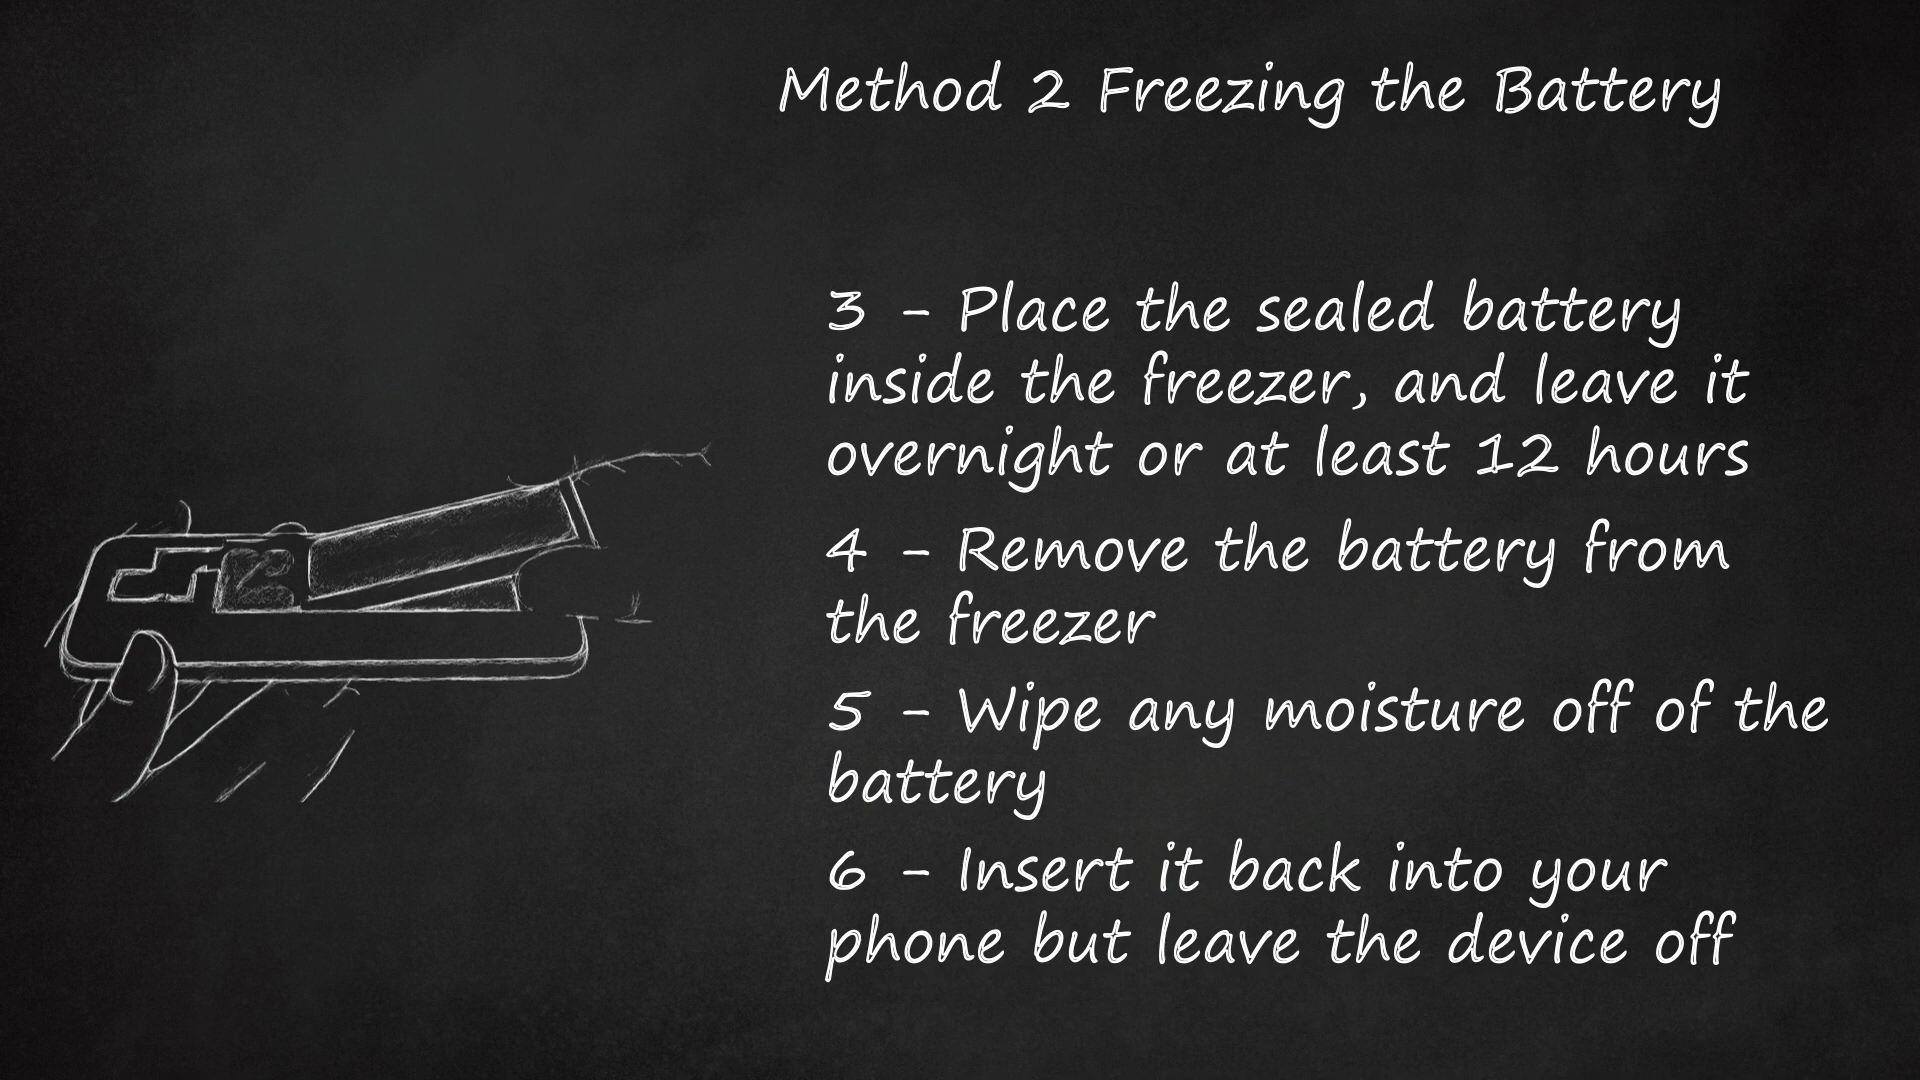 Method 2 Freezing the Battery
3 - Place the sealed battery
inside the freezer, and leave it
overnight or at least 12 hours
4 - Remove the battery from
the freezer
5 - Wipe any moisture off of the
battery
6 - Insert it back into your
phone but leave the device off